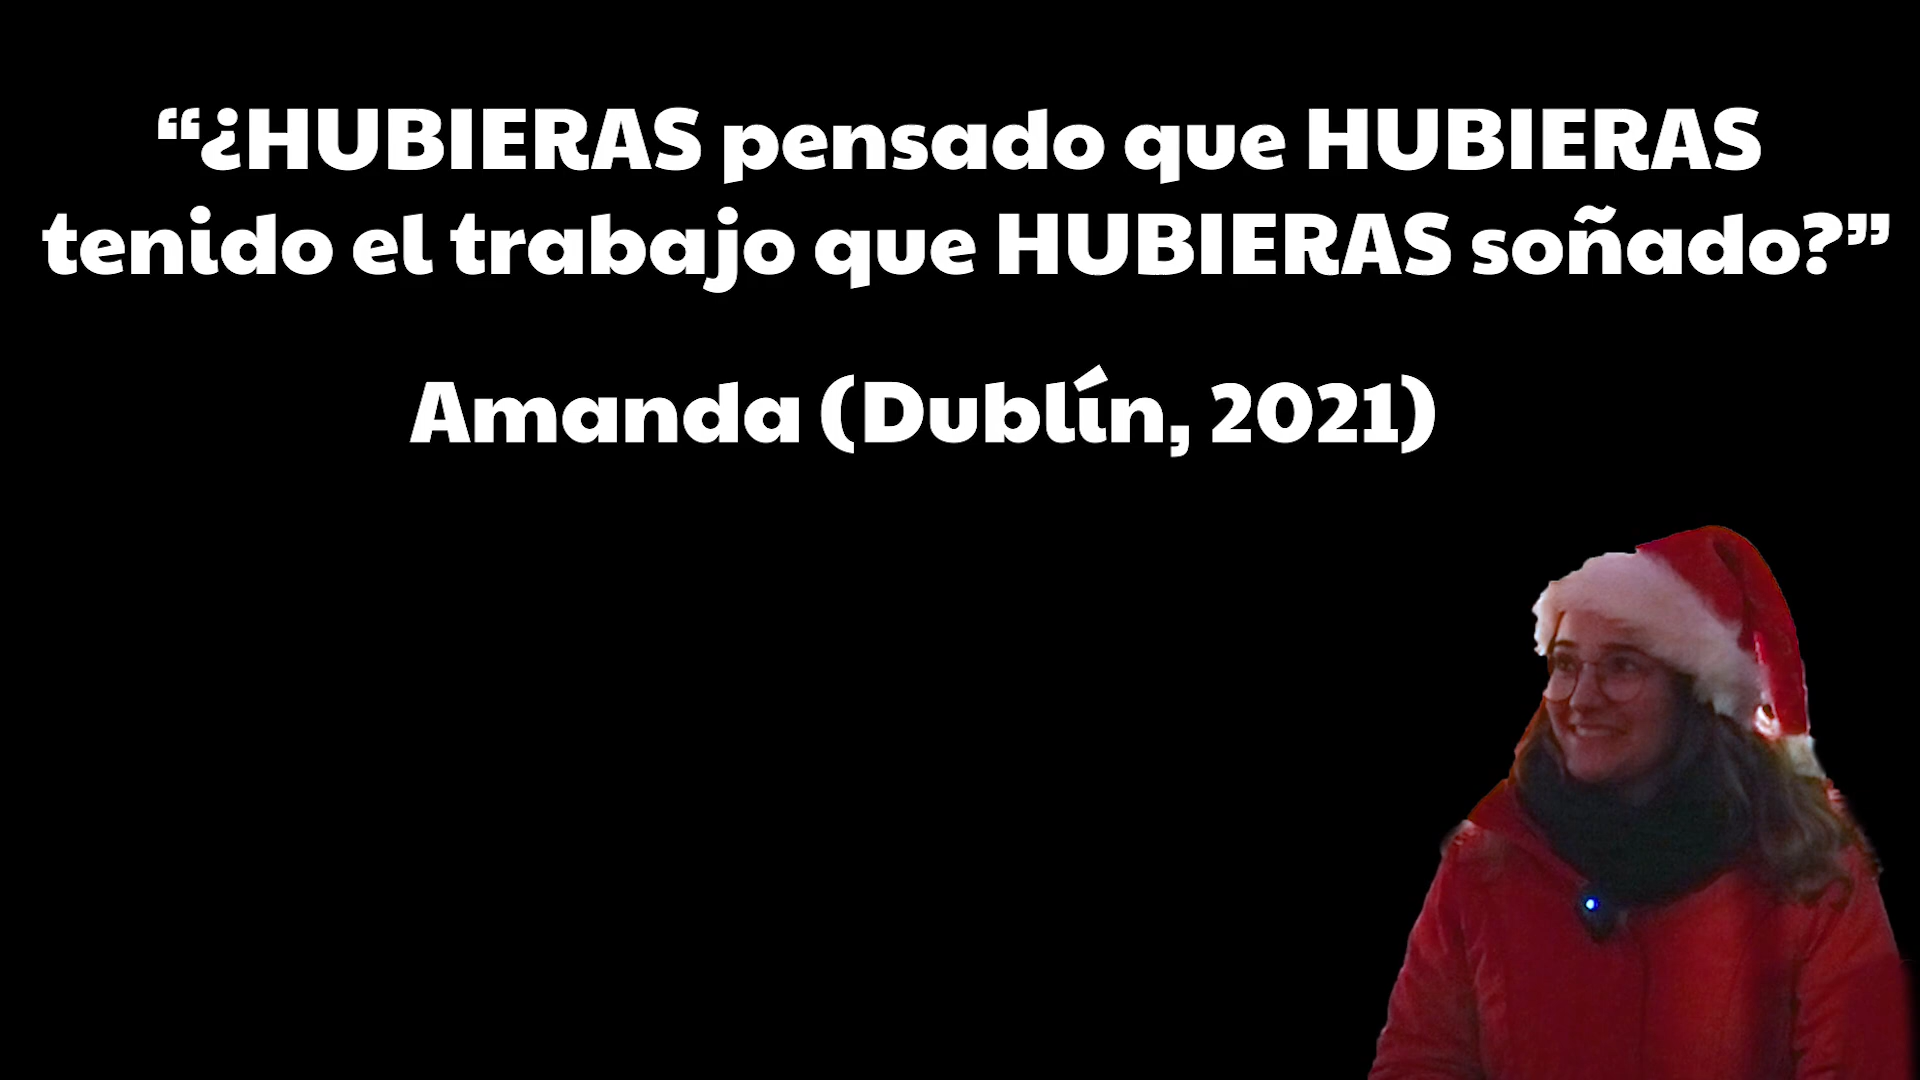 “¿HUBIERAS pensado que HUBIERAS
tenido el trabajo que HUBIERAS soñado?”
Amanda (Dublín, 2021)